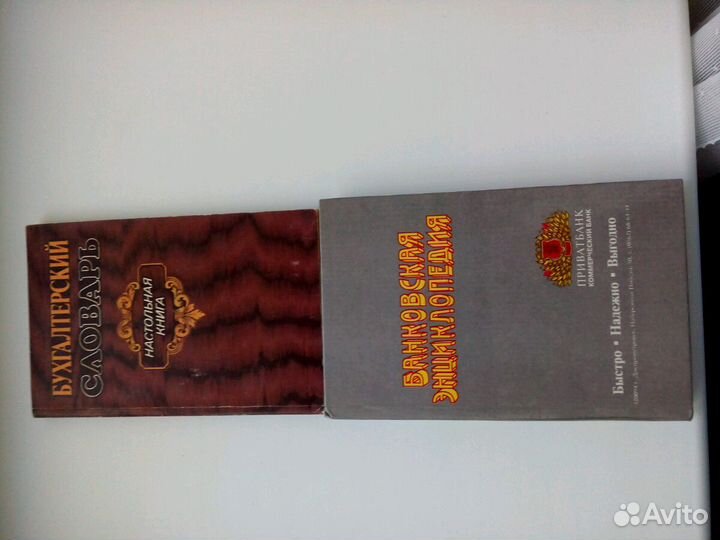 БУХГАЛТЕРСКИЙ
СЛОВАРЬ
НАСТОЛЬНАЯ
КНИГА
БАНКОВСКАЯ
ЭНЦИКЛОПЕДИЯ
ПРИВАТБАНК
КОММЕРЧЕСКИЙ БАНК
Быстро • Надежно • Выгодно
Avito